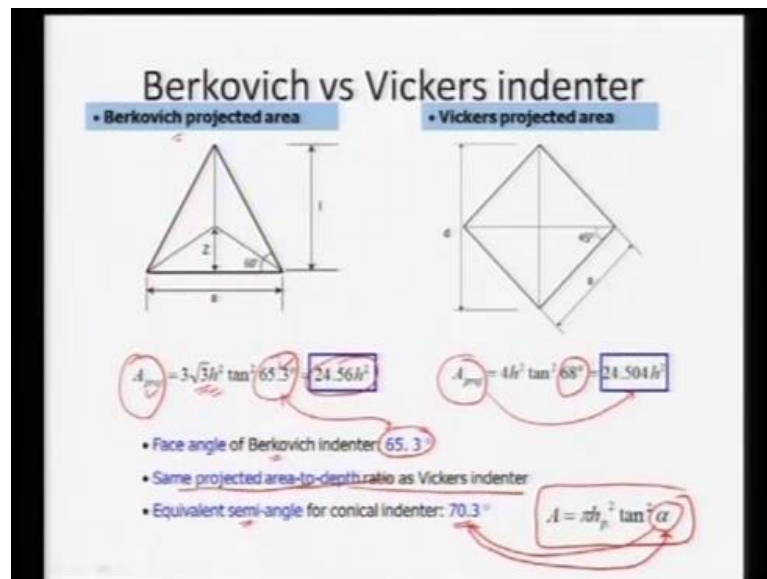 Berkovich vs Vickers indenter
• Berkovich projected area
• Vickers projected area
l
2
60°
a
d
45°
a
A_proj = 3√3h² tan² 65.3° = 24.56h²
A_proj = 4h² tan² 68° = 24.504h²
• Face angle of Berkovich indenter: 65.3°
• Same projected area-to-depth ratio as Vickers indenter
• Equivalent semi-angle for conical indenter: 70.3°
A = πh_p² tan² α